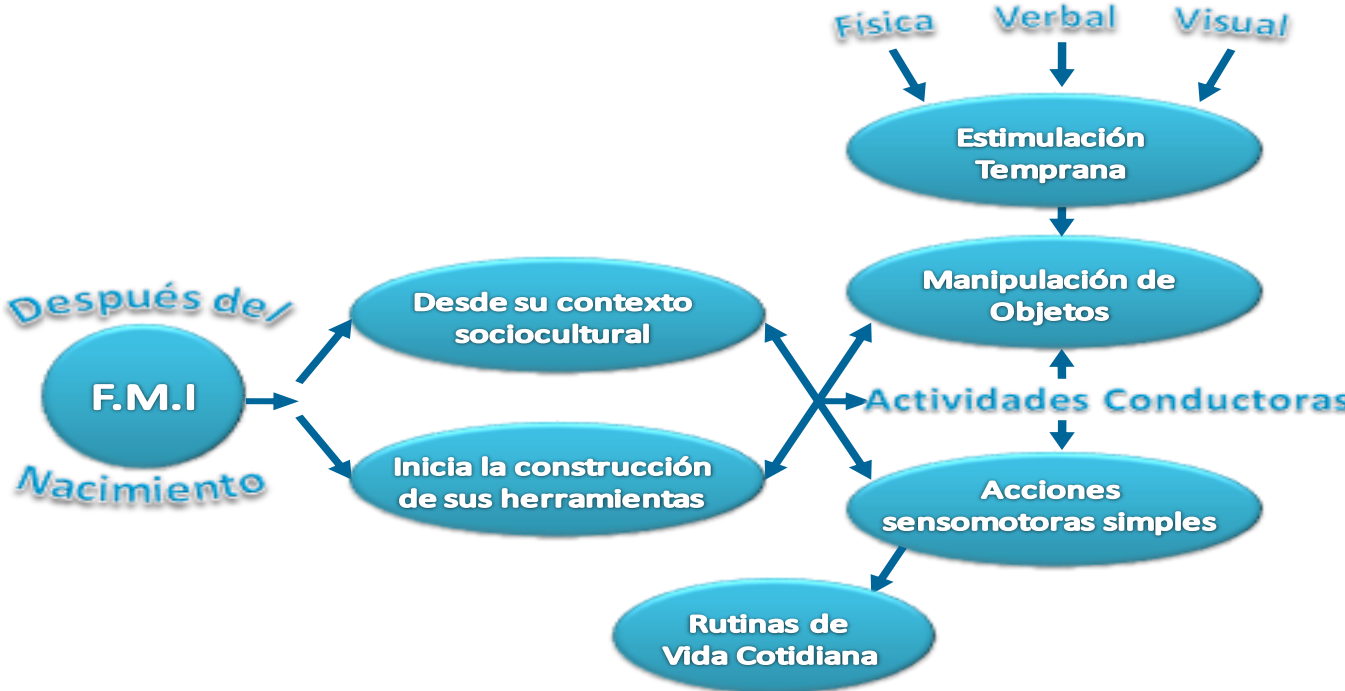 Física
Verbal
Visual
Estimulación
Temprana
Manipulación de
Objetos
Después del
F.M.I
Nacimiento
Desde su contexto
sociocultural
Inicia la construcción
de sus herramientas
Actividades Conductoras
Acciones
sensomotoras simples
Rutinas de
Vida Cotidiana